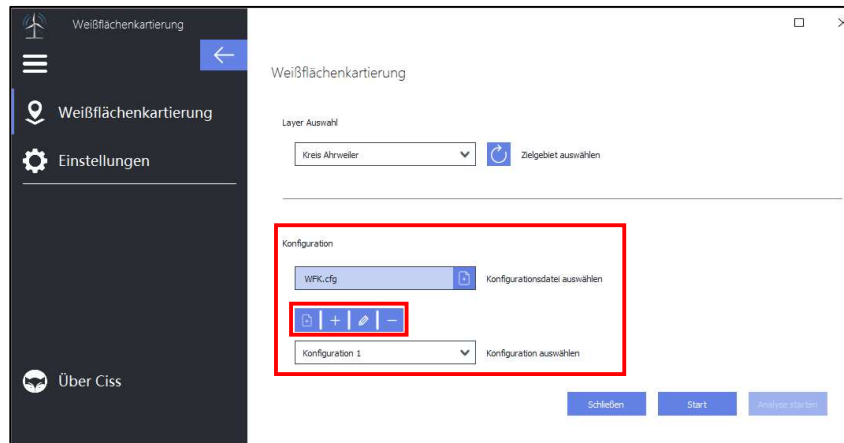 Weißflächenkartierung
Weißflächenkartierung
Einstellungen
Über Ciss
Weißflächenkartierung
Layer Auswahl
Kreis Ahrweiler
Zielgebiet auswählen
Konfiguration
WFK.cfg
Konfigurationsdatei auswählen
Konfiguration 1
Konfiguration auswählen
Schließen
Start
Analyse starten